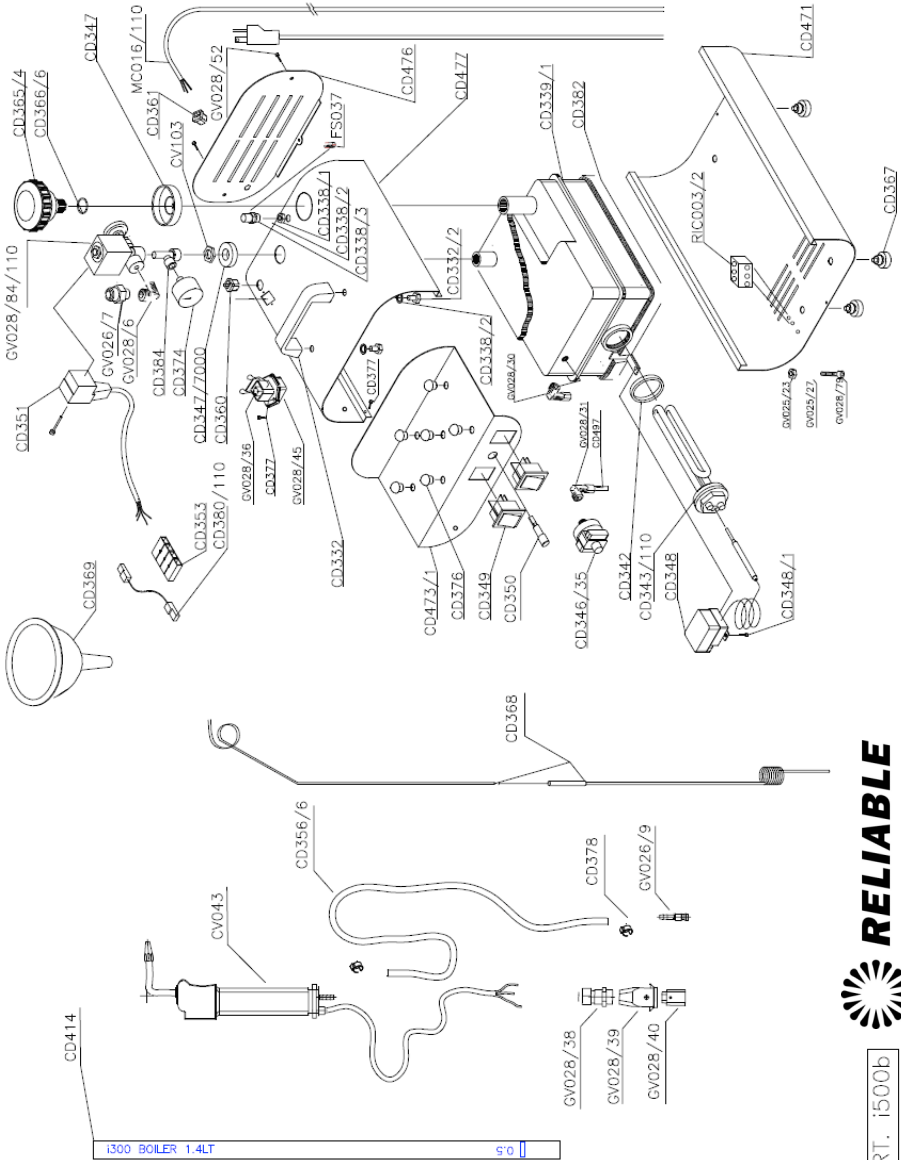 CD365/4
CD366/6
CD347
MC016/110
CD361
GV028/52
CV103
CD476
CD477
FS037
GV028/84/110
GV026/7
GV028/6
CD384
CD374
CD347/7000
CD360
CD338/1
CD338/2
CD338/3
CD332/2
CD338/2
CD377
CD339/1
CD382
CD471
RIC003/2
CD367
CD351
CD353
CD380/110
CD369
GV028/36
CD377
GV028/45
CD332
GV028/30
GV028/31
CD497
GV025/23
GV025/27
GV028/79
CD473/1
CD376
CD349
CD350
CD346/35
CD342
CD343/110
CD348
CD348/1
CD368
CD356/6
CV043
CD378
GV026/9
CD414
GV028/38
GV028/39
GV028/40
i300 BOILER 1.4LT
0.5
RELIABLE
RT. i500b